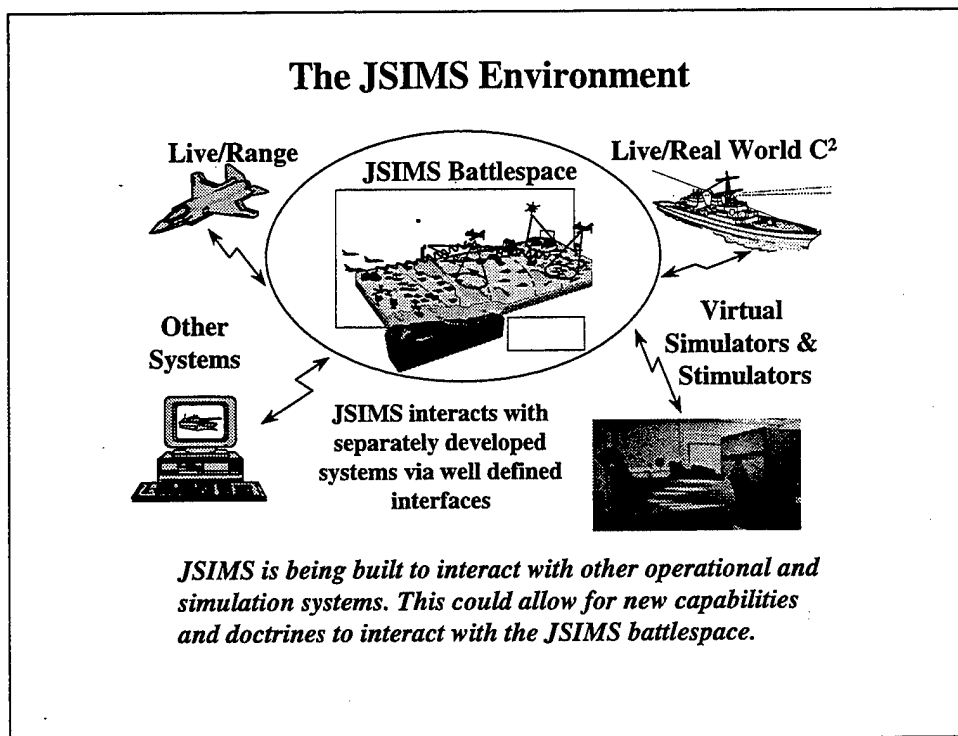 The JSIMS Environment
Live/Range
JSIMS Battlespace
Live/Real World C²
Other
Systems
Virtual
Simulators &
Stimulators
JSIMS interacts with
separately developed
systems via well defined
interfaces
JSIMS is being built to interact with other operational and
simulation systems. This could allow for new capabilities
and doctrines to interact with the JSIMS battlespace.